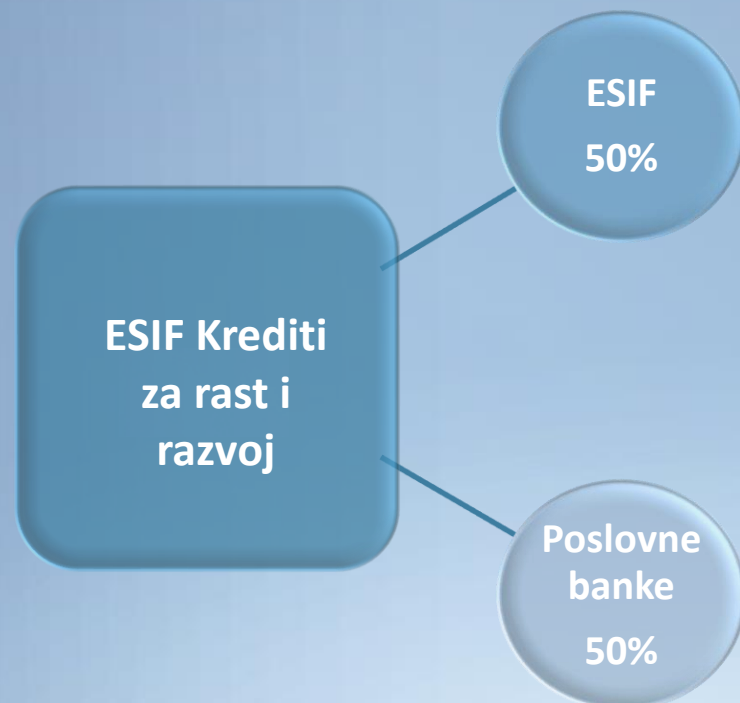 ESIF
50%
ESIF Krediti
za rast i
razvoj
Poslovne
banke
50%